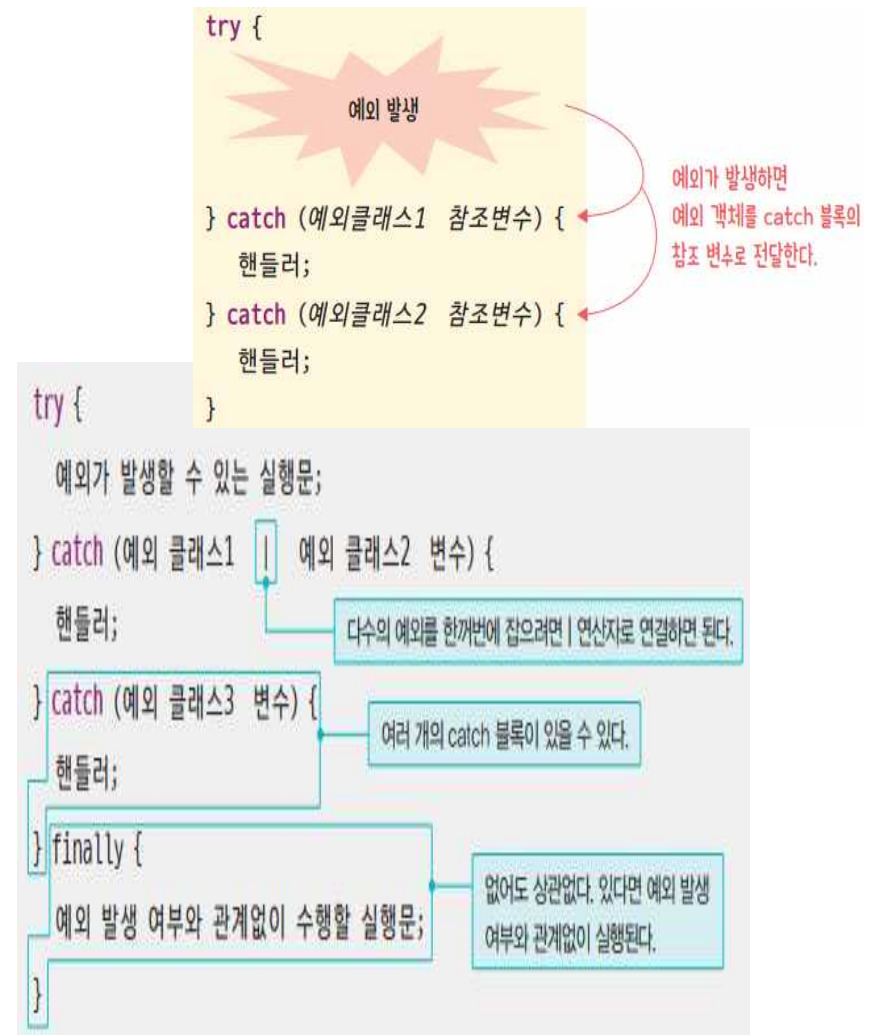 try {
예외 발생
예외가 발생하면
예외 객체를 catch 블록의
참조 변수로 전달한다.
} catch (예외클래스1 참조변수) {
핸들러;
} catch (예외클래스2 참조변수) {
핸들러;
}
try {
예외가 발생할 수 있는 실행문;
} catch (예외 클래스1 | 예외 클래스2 변수) {
핸들러;
다수의 예외를 한꺼번에 잡으려면 | 연산자로 연결하면 된다.
} catch (예외 클래스3 변수) {
여러 개의 catch 블록이 있을 수 있다.
핸들러;
} finally {
없어도 상관없다. 있다면 예외 발생
여부와 관계없이 실행된다.
예외 발생 여부와 관계없이 수행할 실행문;
}